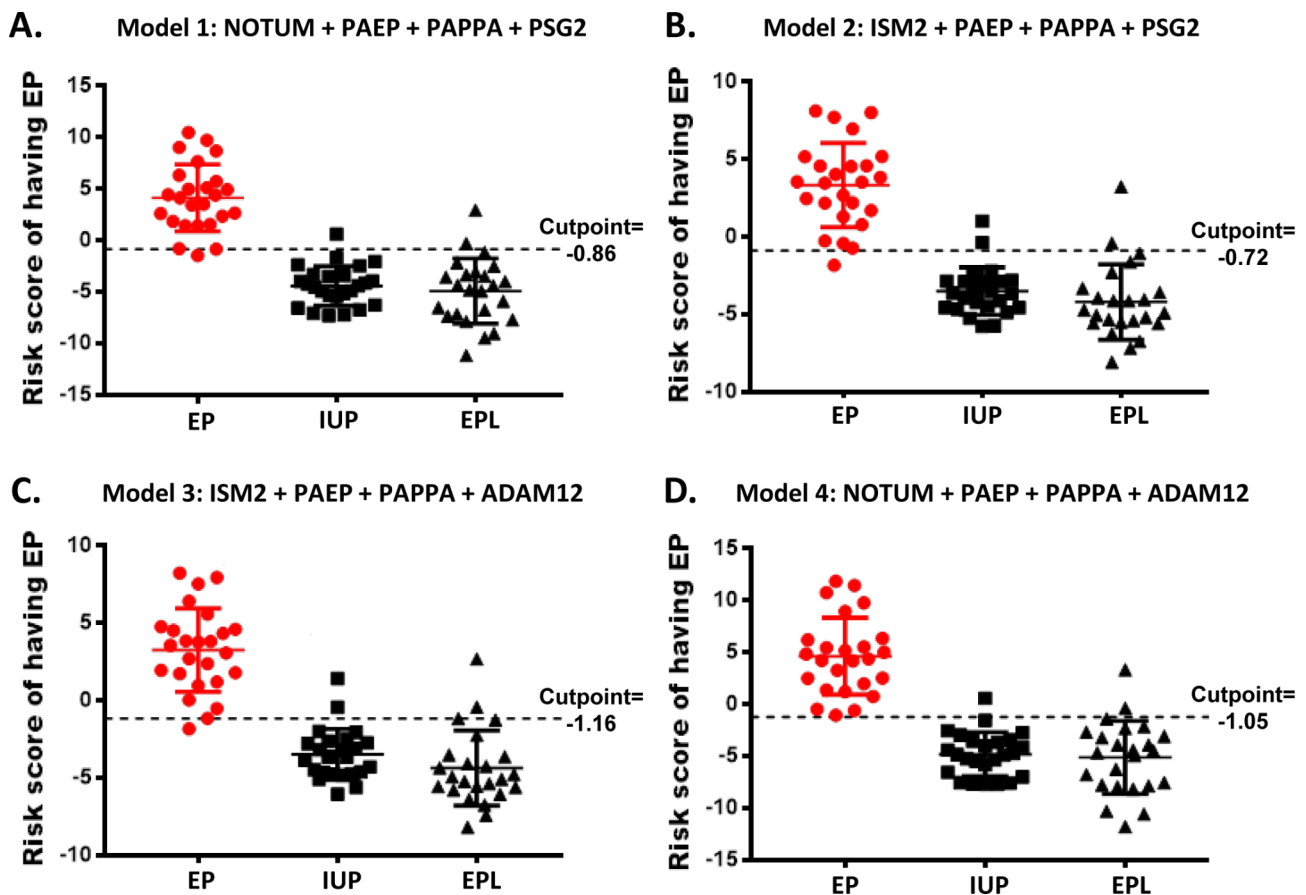 A. Model 1: NOTUM + PAEP + PAPPA + PSG2
Risk score of having EP
15
10
5
0
-5
-10
-15
Cutpoint=
-0.86
EP IUP EPL
B. Model 2: ISM2 + PAEP + PAPPA + PSG2
Risk score of having EP
10
5
0
-5
-10
Cutpoint=
-0.72
EP IUP EPL
C. Model 3: ISM2 + PAEP + PAPPA + ADAM12
Risk score of having EP
10
5
0
-5
-10
Cutpoint=
-1.16
EP IUP EPL
D. Model 4: NOTUM + PAEP + PAPPA + ADAM12
Risk score of having EP
15
10
5
0
-5
-10
-15
Cutpoint=
-1.05
EP IUP EPL